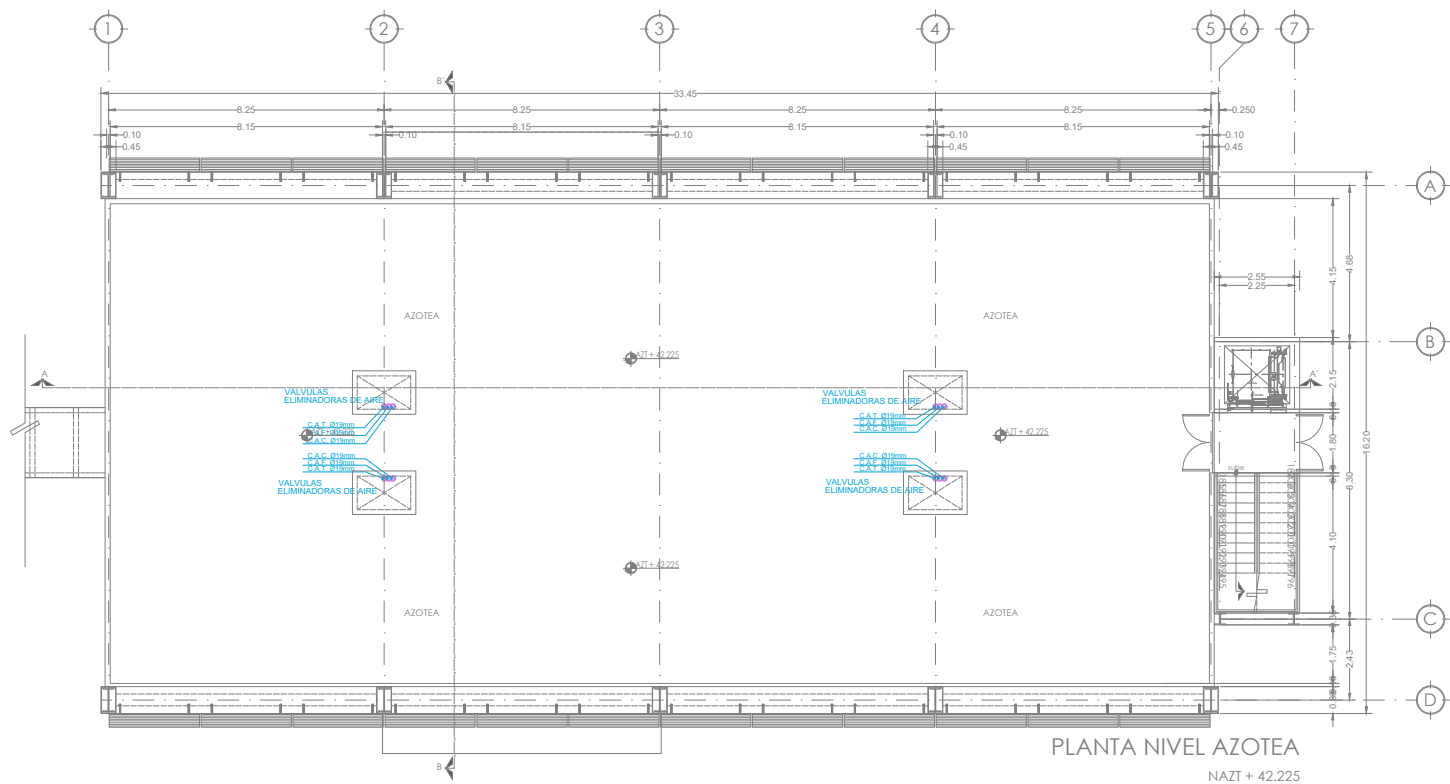 1 2 3 4 5 6 7
B'
33.45
8.25 8.25 8.25 8.25 0.250
8.15 8.15 8.15 8.15
0.10 0.10 0.10 0.10 0.10
0.45 0.45 0.45
A
4.68
4.15
2.55
2.25
AZOTEA AZOTEA
B
AZT + 42.225
A A'
2.15
VALVULAS
ELIMINADORAS DE AIRE
VALVULAS
ELIMINADORAS DE AIRE
C.A.T. Ø19mm
C.A.C. Ø19mm
C.A.T. Ø19mm
C.A.F. Ø19mm
C.A.C. Ø19mm
AZT + 42.225
1.80
16.20
8.30
C.A.C. Ø19mm
C.A.F. Ø19mm
C.A.T. Ø19mm
C.A.C. Ø19mm
C.A.F. Ø19mm
C.A.T. Ø19mm
VALVULAS
ELIMINADORAS DE AIRE
VALVULAS
ELIMINADORAS DE AIRE
sube
4.10
AZT + 42.225
AZOTEA AZOTEA
C
1.75
2.43
D
PLANTA NIVEL AZOTEA
B
NAZT + 42.225